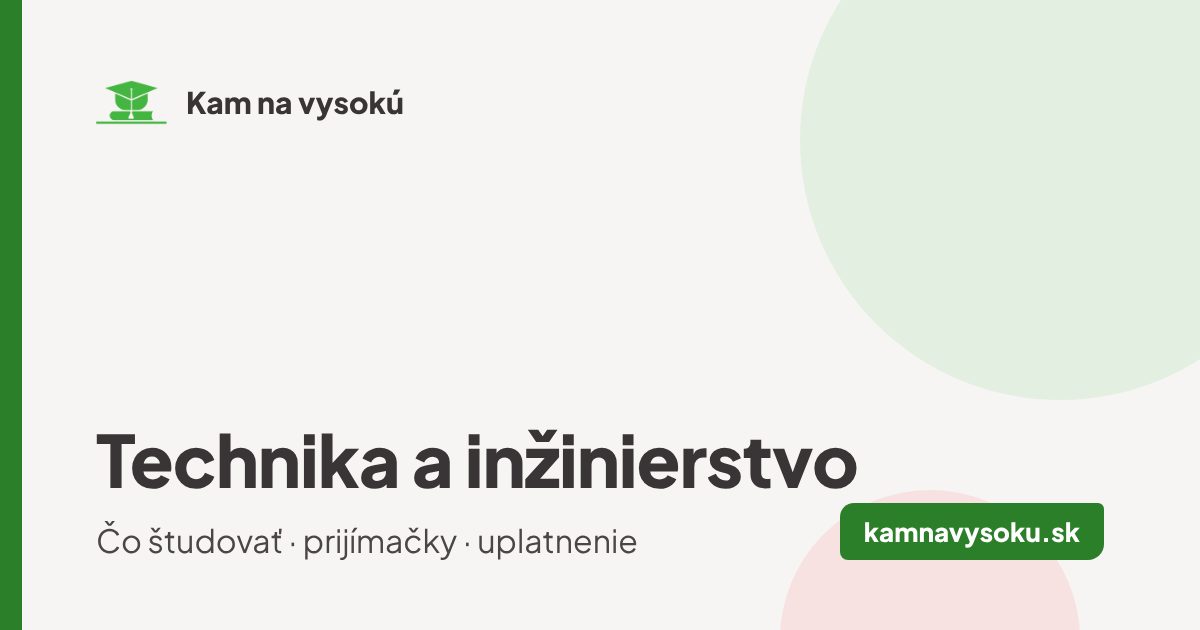 Kam na vysokú
Technika a inžinierstvo
Čo študovať · prijímačky · uplatnenie
kamnavysoku.sk